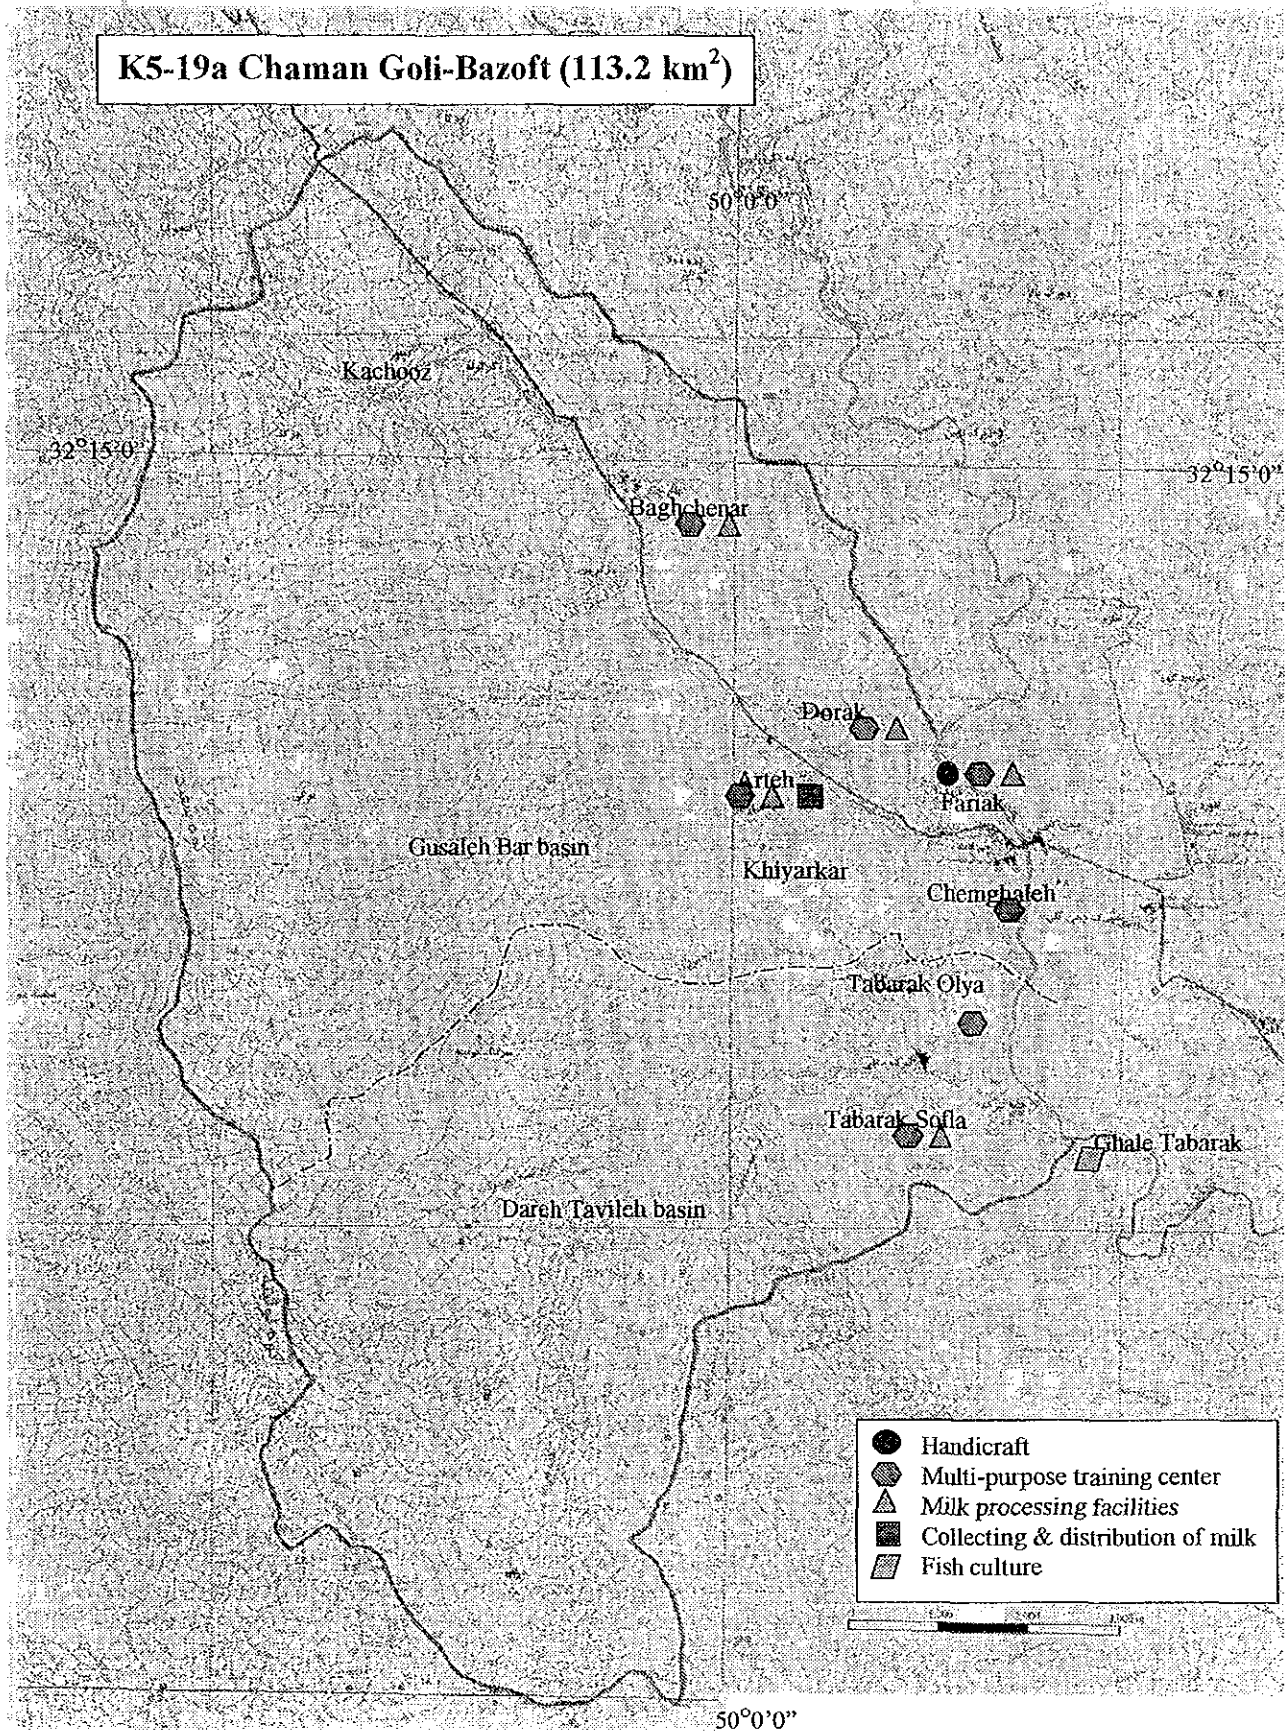 K5-19a Chaman Goli-Bazoft (113.2 km²)
50°0'0"
Kachooz
32°15'0"
32°15'0"
Baghchenar
Dorak
Arteh
Fariak
Gusafeh Bar basin
Khiyarkar
Chemghaleh
Tabarak Olya
Tabarak Sofla
Ghale Tabarak
Dareh Tavileh basin
Handicraft
Multi-purpose training center
Milk processing facilities
Collecting & distribution of milk
Fish culture
50°0'0"